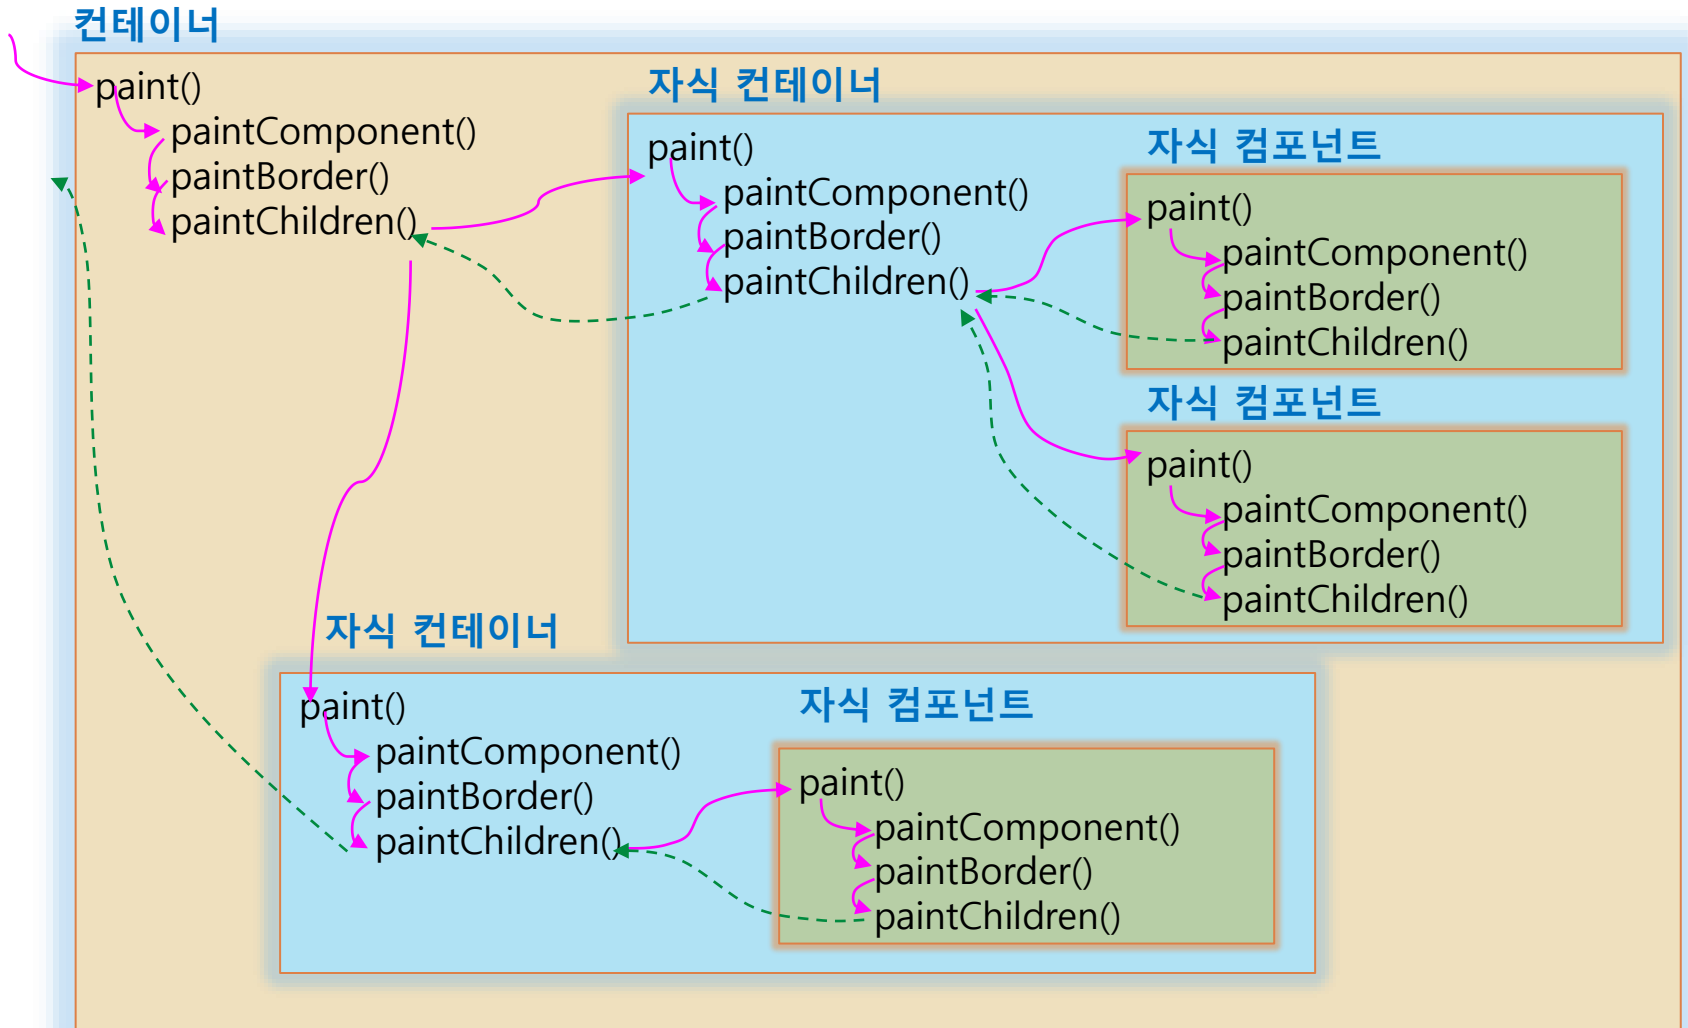 컨테이너
paint()
paintComponent()
paintBorder()
paintChildren()
자식 컨테이너
paint()
paintComponent()
paintBorder()
paintChildren()
자식 컴포넌트
paint()
paintComponent()
paintBorder()
paintChildren()
자식 컴포넌트
paint()
paintComponent()
paintBorder()
paintChildren()
자식 컨테이너
paint()
paintComponent()
paintBorder()
paintChildren()
자식 컴포넌트
paint()
paintComponent()
paintBorder()
paintChildren()